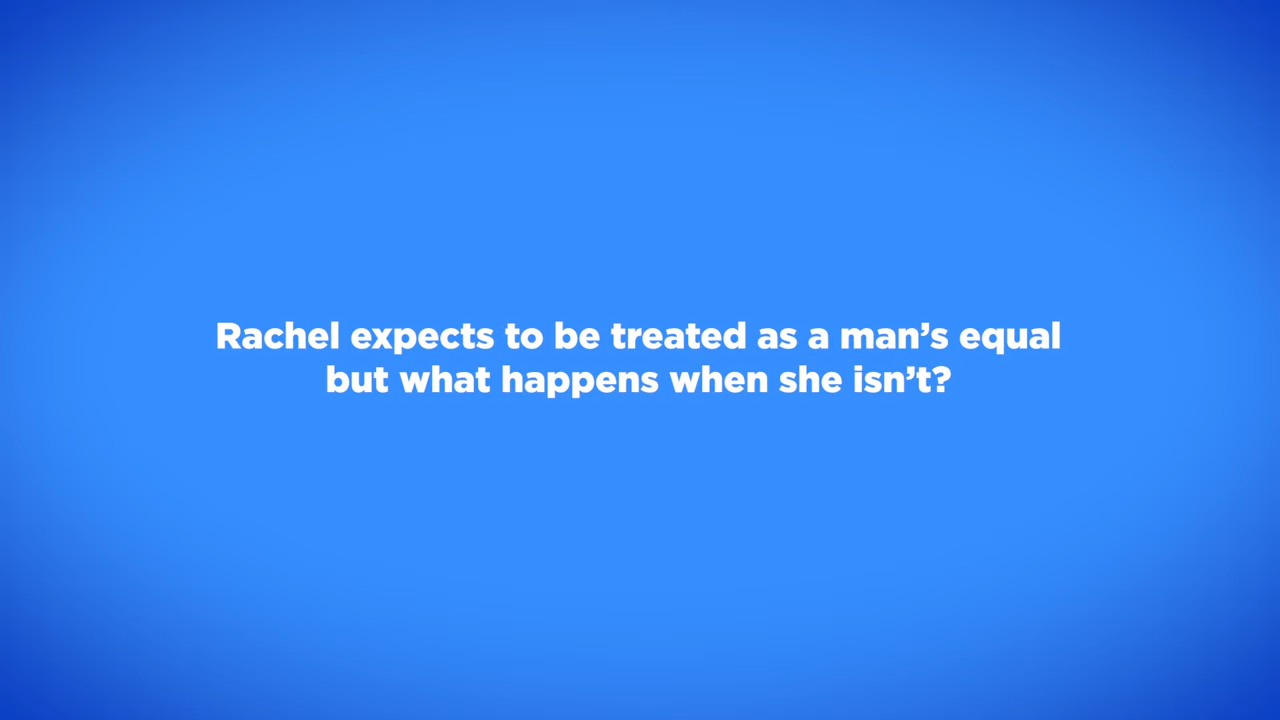 Rachel expects to be treated as a man’s equal
but what happens when she isn’t?